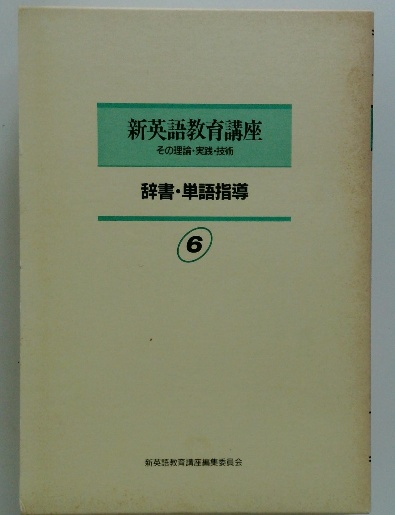 新英語教育講座
その理論・実践・技術
辞書・単語指導
6
新英語教育講座編集委員会